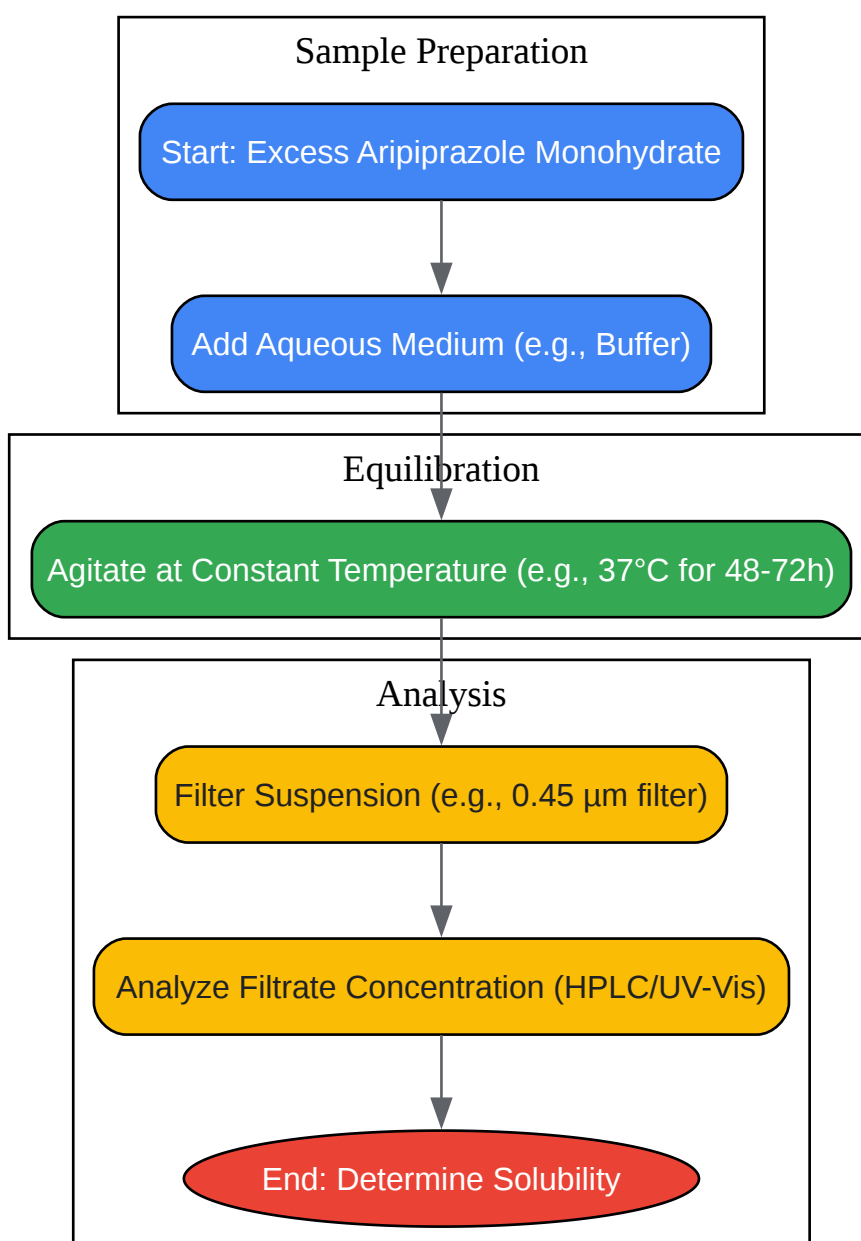 Sample Preparation
Start: Excess Aripiprazole Monohydrate
Add Aqueous Medium (e.g., Buffer)
Equilibration
Agitate at Constant Temperature (e.g., 37°C for 48-72h)
Analysis
Filter Suspension (e.g., 0.45 µm filter)
Analyze Filtrate Concentration (HPLC/UV-Vis)
End: Determine Solubility